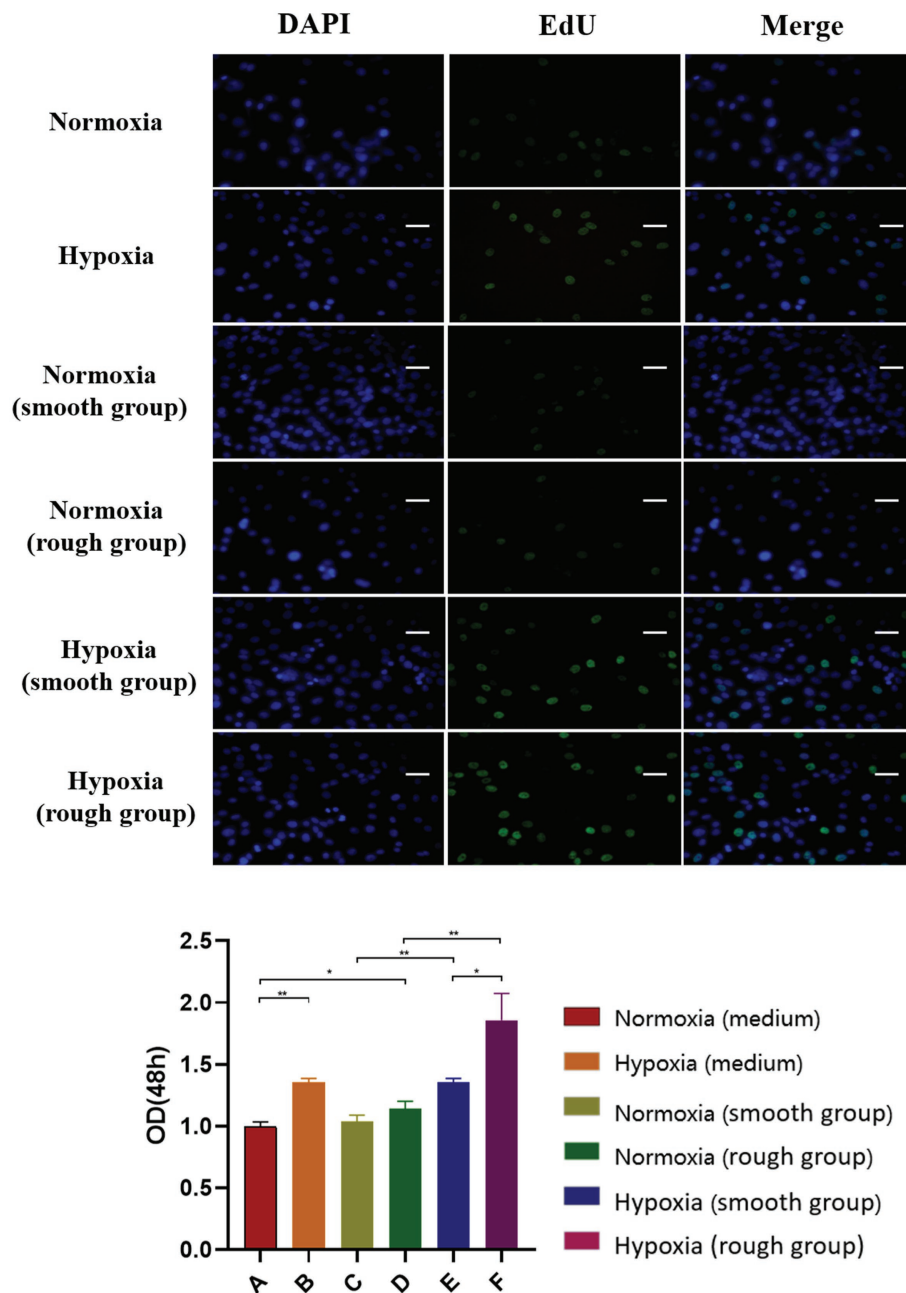 DAPI EdU Merge
Normoxia
Hypoxia
Normoxia
(smooth group)
Normoxia
(rough group)
Hypoxia
(smooth group)
Hypoxia
(rough group)
2.5
2.0
1.5
1.0
0.5
0.0
OD(48h)
**
**
*
*
**
A B C D E F
Normoxia (medium)
Hypoxia (medium)
Normoxia (smooth group)
Normoxia (rough group)
Hypoxia (smooth group)
Hypoxia (rough group)